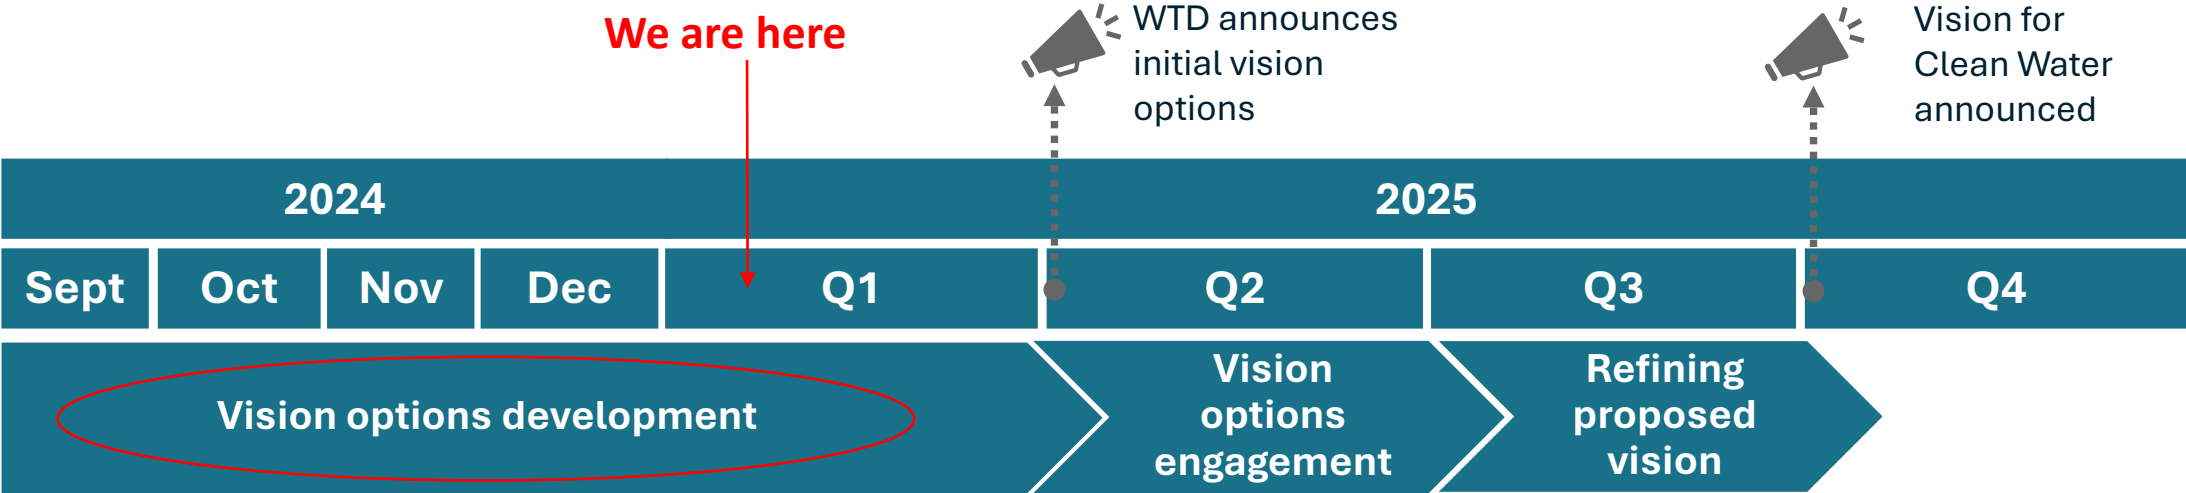 We are here
WTD announces
initial vision
options
Vision for
Clean Water
announced
2024
2025
Sept
Oct
Nov
Dec
Q1
Q2
Q3
Q4
Vision options development
Vision
options
engagement
Refining
proposed
vision